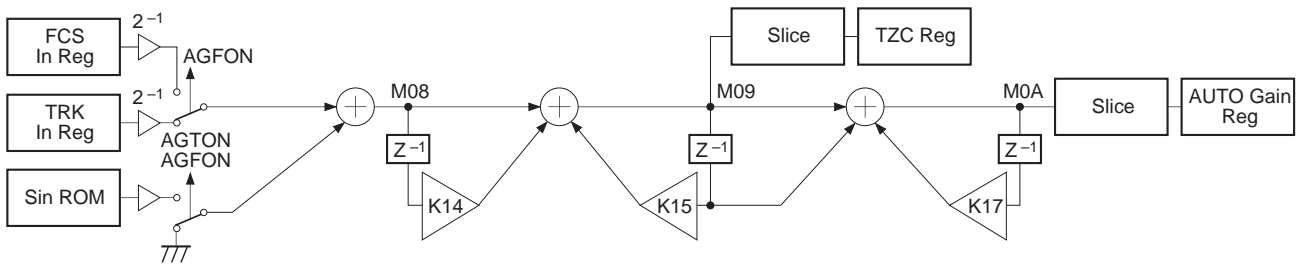 FCS
In Reg
2⁻¹
AGFON
TRK
In Reg
2⁻¹
AGTON
AGFON
Sin ROM
M08
Z⁻¹
K14
Slice
TZC Reg
M09
Z⁻¹
K15
M0A
Z⁻¹
K17
Slice
AUTO Gain
Reg